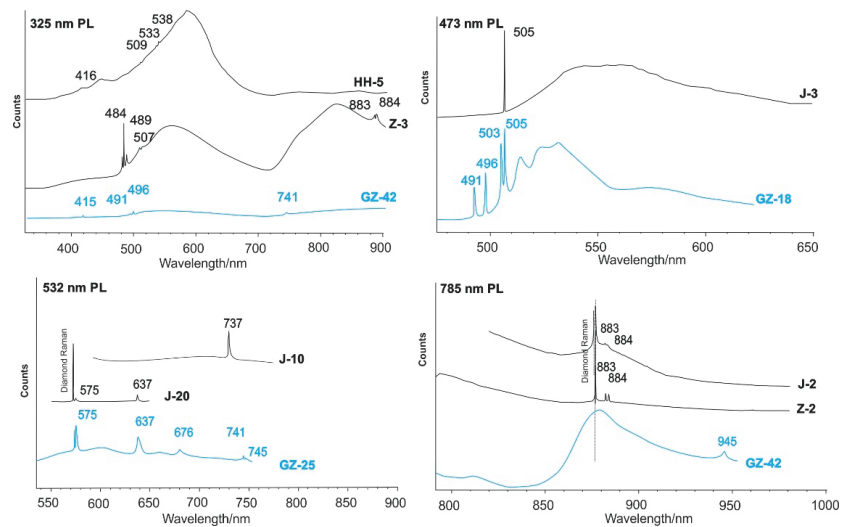 325 nm PL
538
533
509
416
HH-5
484
489
507
883
884
Z-3
415
491
496
741
GZ-42
Counts
400 500 600 700 800 900
Wavelength/nm
473 nm PL
505
J-3
503
505
491
496
GZ-18
Counts
500 550 600 650
Wavelength/nm
532 nm PL
Diamond Raman
737
J-10
575
637
J-20
575
637
676
741
745
GZ-25
Counts
550 600 650 700 750 800 850 900
Wavelength/nm
785 nm PL
Diamond Raman
883
884
J-2
883
884
Z-2
945
GZ-42
Counts
800 850 900 950 1000
Wavelength/nm